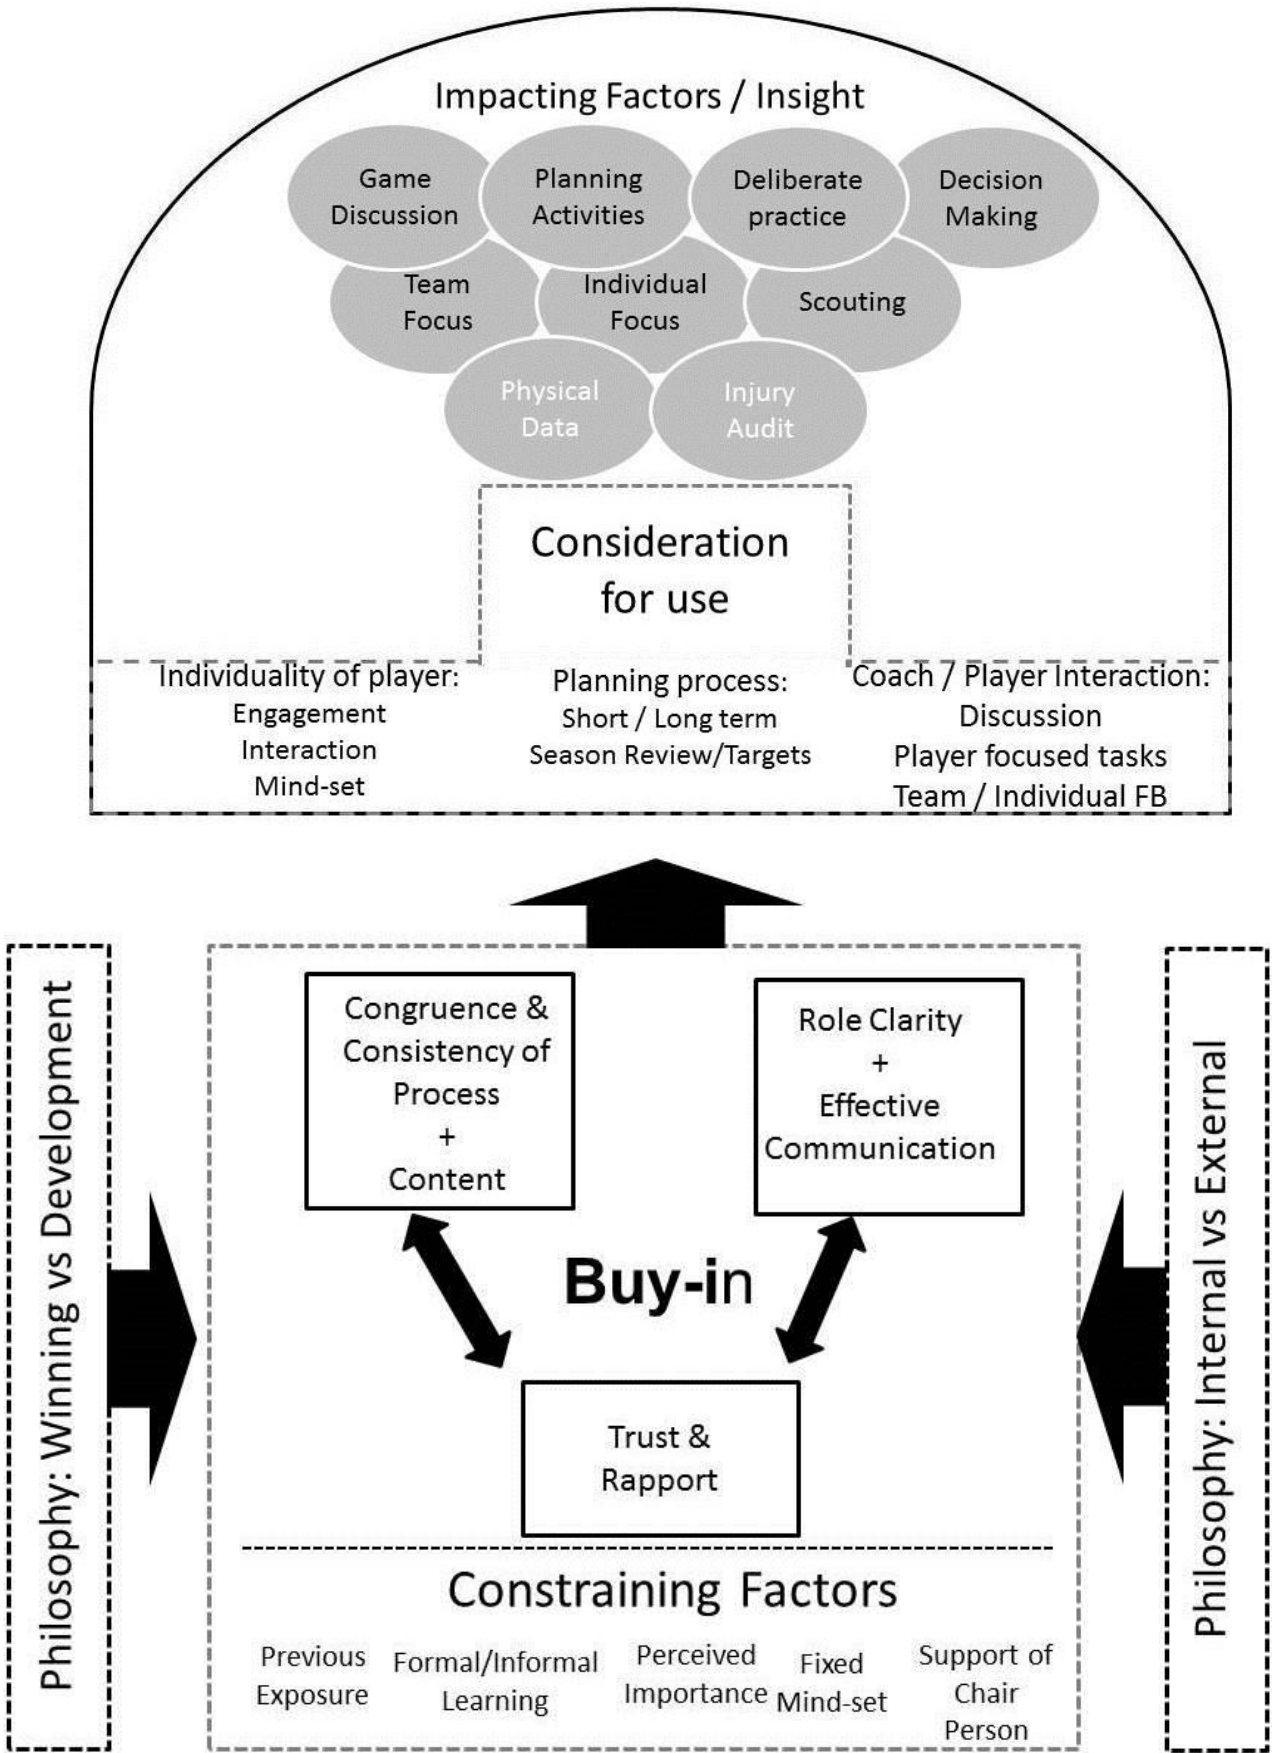 Impacting Factors / Insight
Game
Discussion
Planning
Activities
Deliberate
practice
Decision
Making
Team
Focus
Individual
Focus
Scouting
Physical
Data
Injury
Audit
Consideration
for use
Individuality of player:
Engagement
Interaction
Mind-set
Planning process:
Short / Long term
Season Review/Targets
Coach / Player Interaction:
Discussion
Player focused tasks
Team / Individual FB
Philosophy: Winning vs Development
Congruence &
Consistency of
Process
+
Content
Role Clarity
+
Effective
Communication
Buy-in
Trust &
Rapport
Constraining Factors
Previous
Exposure
Formal/Informal
Learning
Perceived
Importance
Fixed
Mind-set
Support of
Chair
Person
Philosophy: Internal vs External